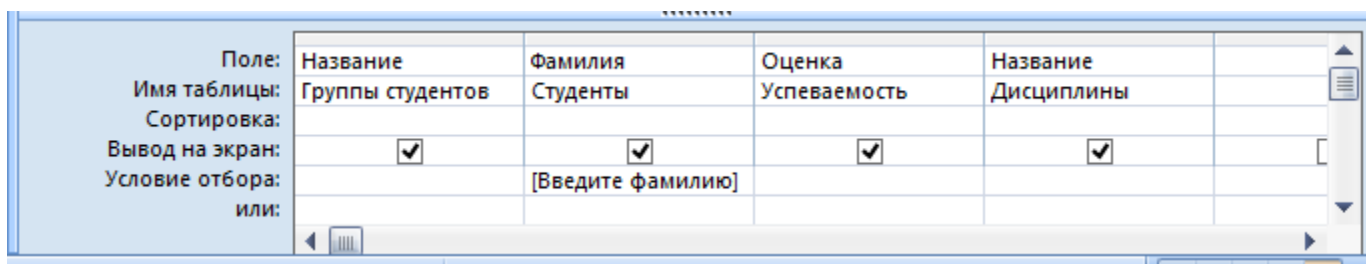 Поле: Название Фамилия Оценка Название
Имя таблицы: Группы студентов Студенты Успеваемость Дисциплины
Сортировка:
Вывод на экран:
Условие отбора: [Введите фамилию]
или: